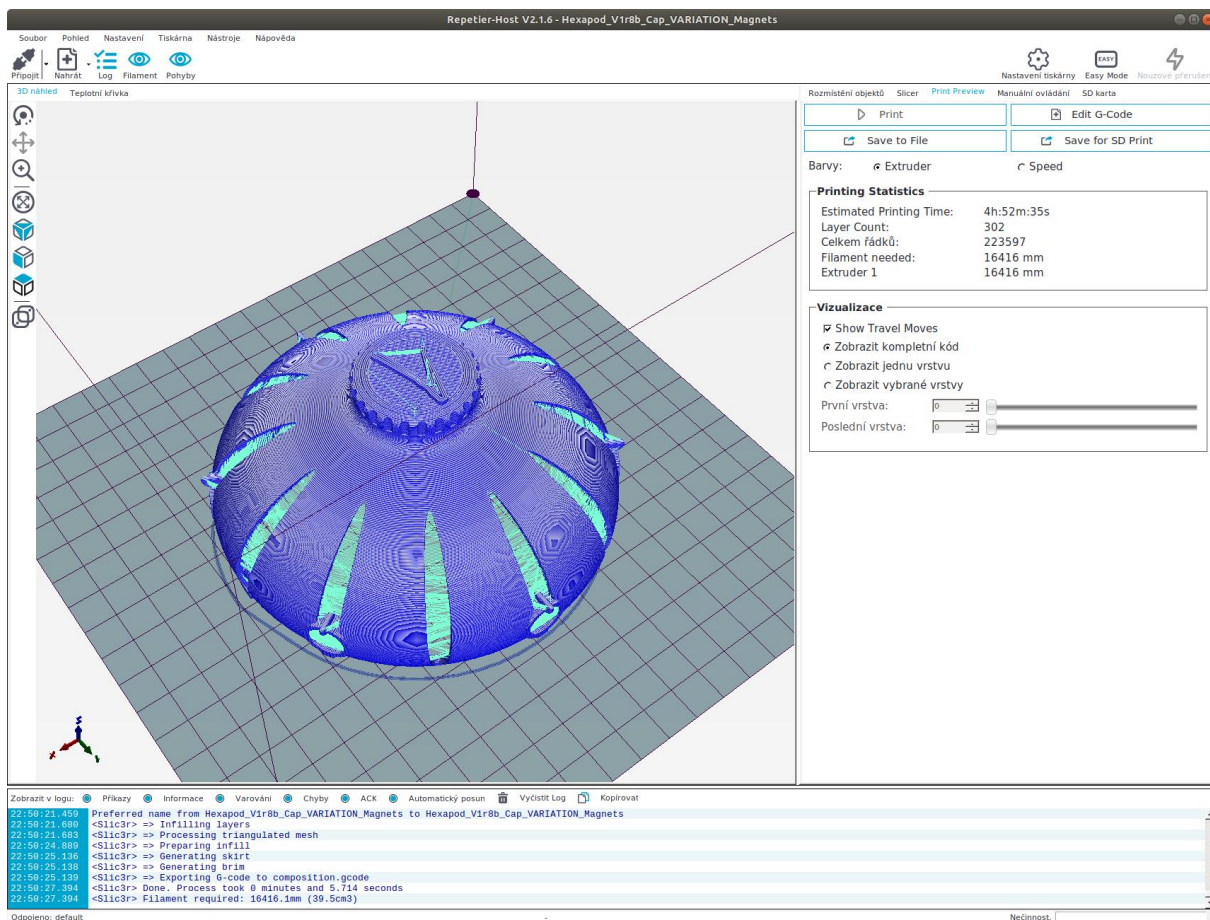 Repetier-Host V2.1.6 - Hexapod_V1r8b_Cap_VARIATION_Magnets
Soubor Pohled Nastavení Tiskárna Nástroje Nápověda
Připojit Nahrát Log Filament Pohyby
EASY
Nastavení tiskárny Easy Mode Nouzové přerušen
3D náhled Teplotní křivka
Rozmístění objektů Slicer Print Preview Manuální ovládání SD karta
Print Edit G-Code
Save to File Save for SD Print
Barvy: Extruder Speed
Printing Statistics
Estimated Printing Time: 4h:52m:35s
Layer Count: 302
Celkem řádků: 223597
Filament needed: 16416 mm
Extruder 1 16416 mm
Vizualizace
Show Travel Moves
Zobrazit kompletní kód
Zobrazit jednu vrstvu
Zobrazit vybrané vrstvy
První vrstva: 0
Poslední vrstva: 0
Zobrazit v logu: Příkazy Informace Varování Chyby ACK Automatický posun Vyčistit Log Kopírovat
22:50:21.459 Preferred name from Hexapod_V1r8b_Cap_VARIATION_Magnets to Hexapod_V1r8b_Cap_VARIATION_Magnets
22:50:21.680 <Slic3r> => Infilling layers
22:50:21.683 <Slic3r> => Processing triangulated mesh
22:50:24.889 <Slic3r> => Preparing infill
22:50:25.136 <Slic3r> => Generating skirt
22:50:25.138 <Slic3r> => Generating brim
22:50:25.139 <Slic3r> => Exporting G-code to composition.gcode
22:50:27.394 <Slic3r> Done. Process took 0 minutes and 5.714 seconds
22:50:27.394 <Slic3r> Filament required: 16416.1mm (39.5cm3)
Odpojeno: default - Nečinnost.